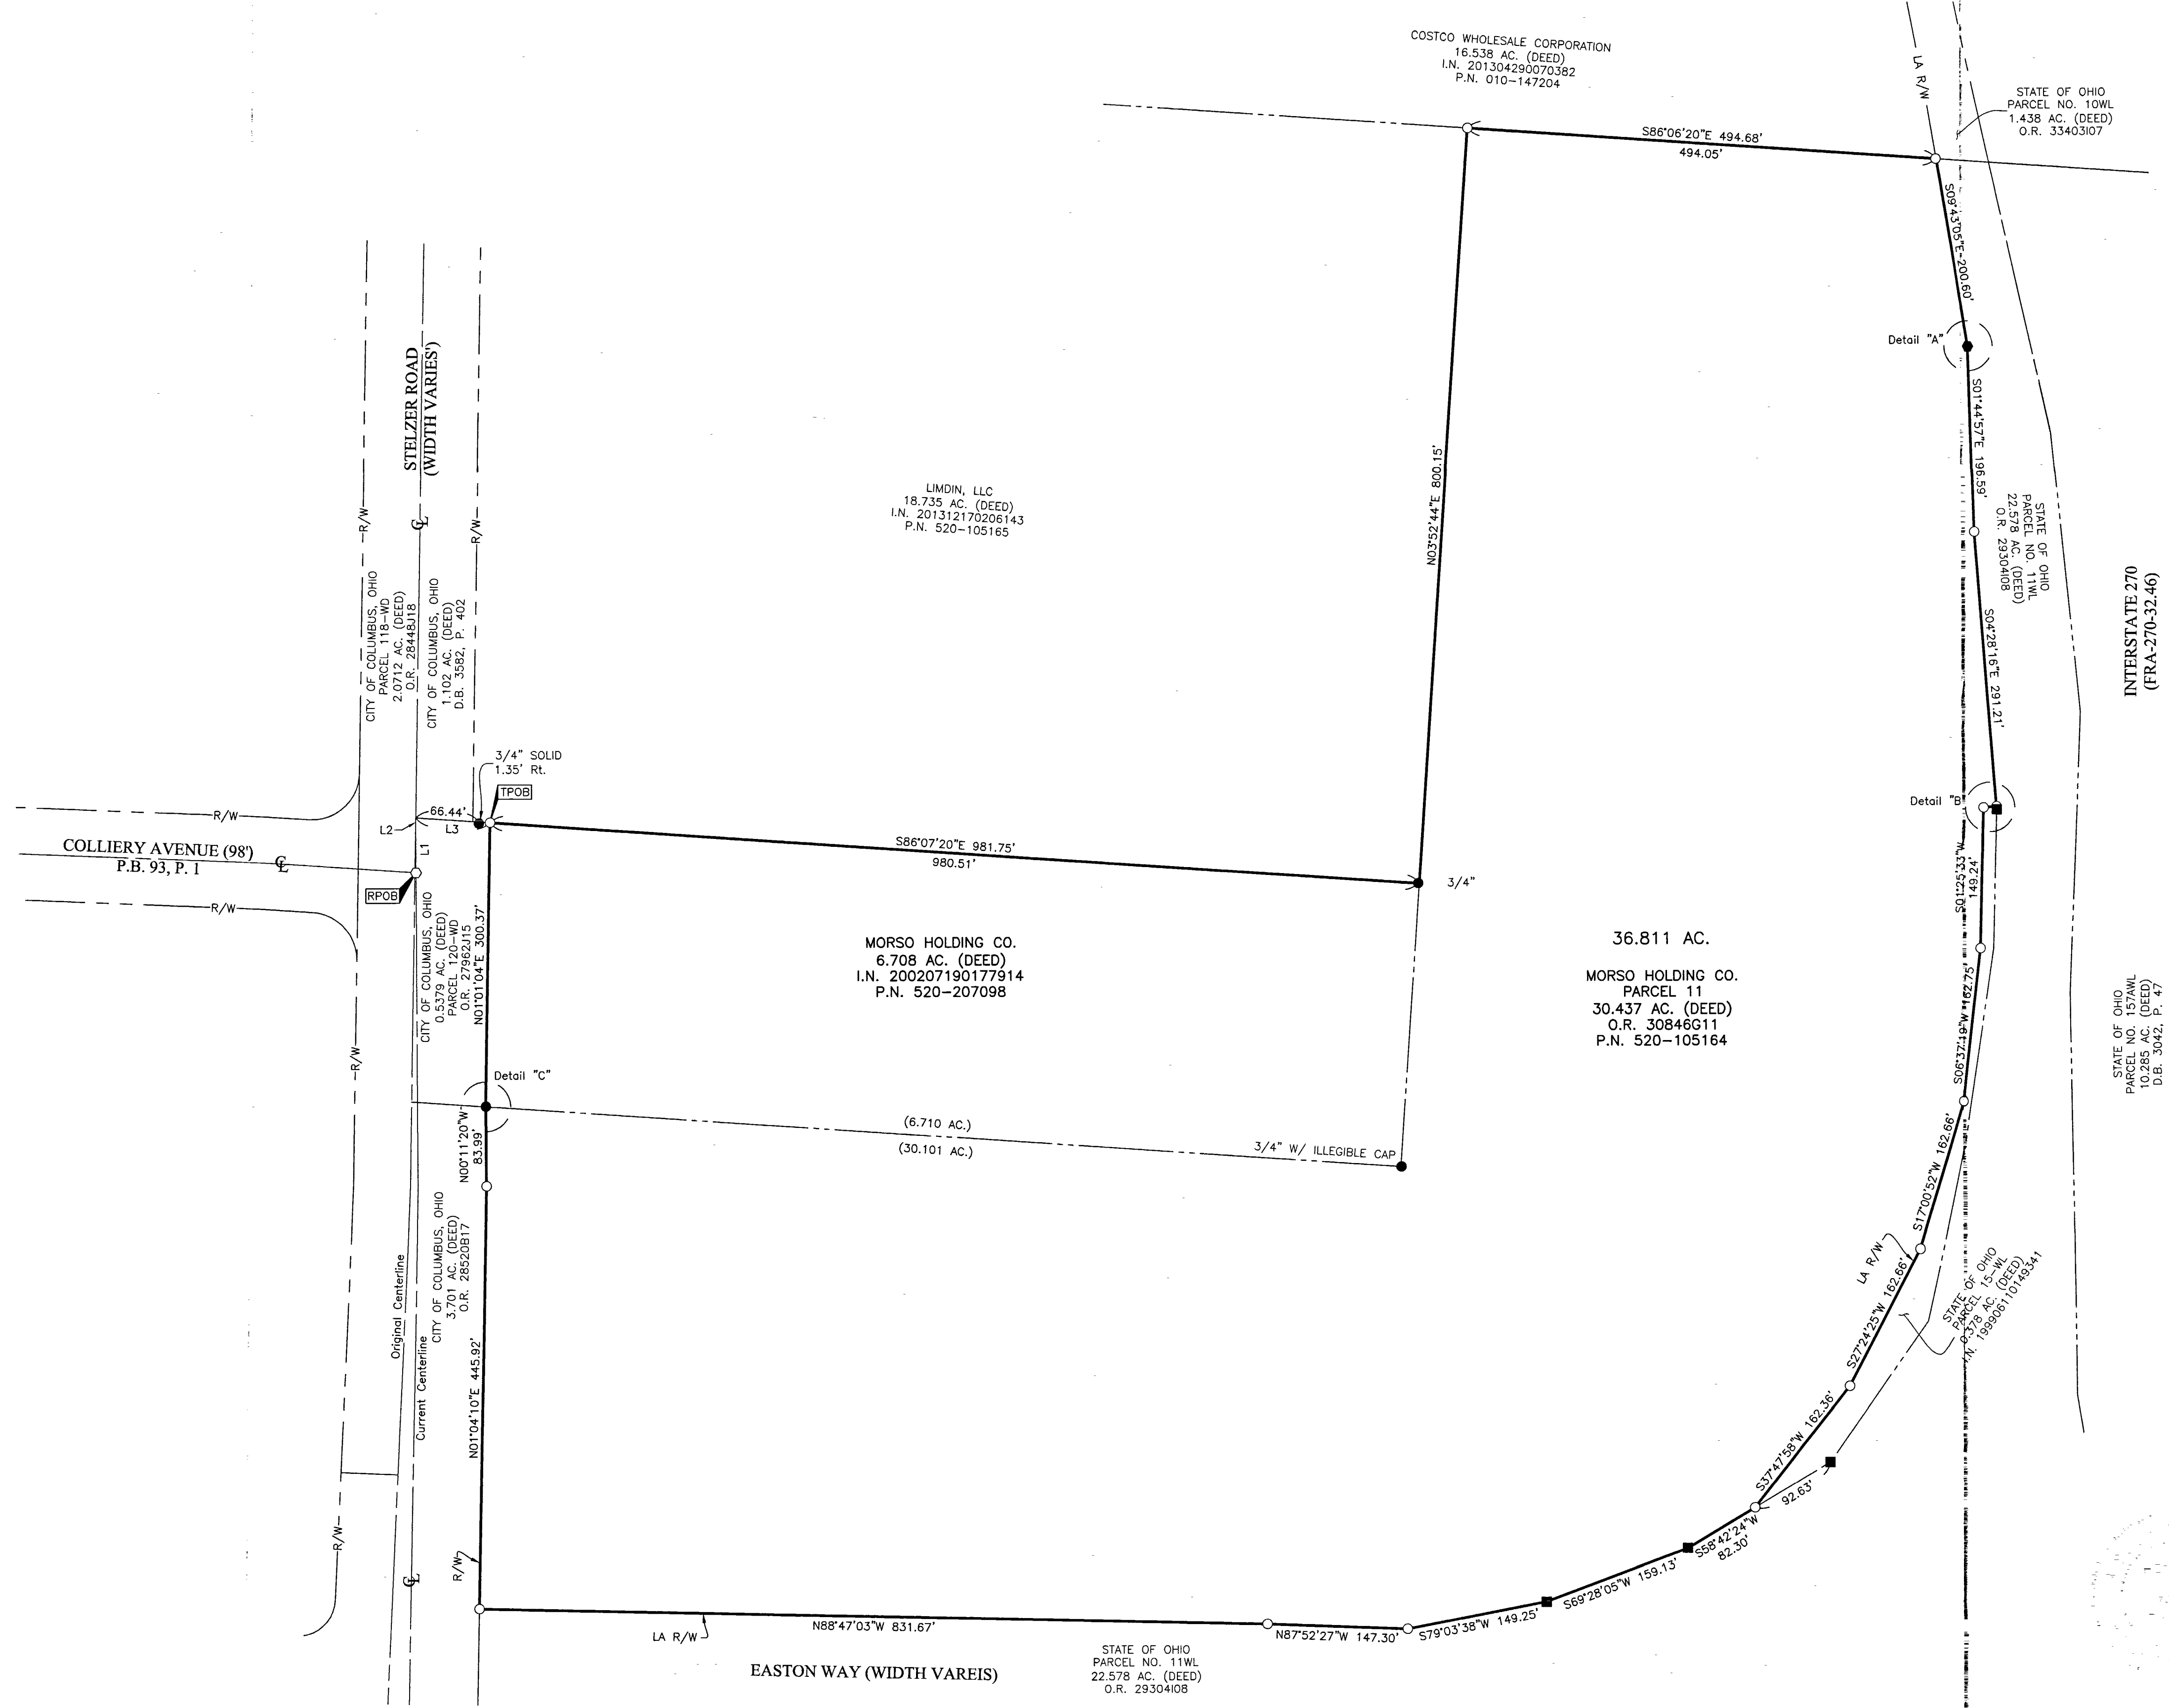 COSTCO WHOLESALE CORPORATION
16.538 AC. (DEED)
I.N. 201304290070382
P.N. 010-147204
LA R/W
STATE OF OHIO
PARCEL NO. 10WL
1.438 AC. (DEED)
O.R. 33403I07
S86°06'20"E 494.68'
494.05'
S09°43'05"E 200.60'
Detail "A"
S01°44'57"E 196.59'
STELZER ROAD
(WIDTH VARIES')
R/W
C̲L
R/W
LIMDIN, LLC
18.735 AC. (DEED)
I.N. 201312170206143
P.N. 520-105165
N03°52'44"E 800.15'
STATE OF OHIO
PARCEL NO. 11WL
22.578 AC. (DEED)
O.R. 29304I08
INTERSTATE 270
(FRA-270-32.46)
S04°28'16"E 291.21'
CITY OF COLUMBUS, OHIO
PARCEL 118-WD
2.0712 AC. (DEED)
O.R. 28448J18
CITY OF COLUMBUS, OHIO
1.102 AC. (DEED)
D.B. 3582, P. 402
3/4" SOLID
1.35' Rt.
TPOB
66.44'
L2
L3
L1
R/W
COLLIERY AVENUE (98')
P.B. 93, P. 1
CL
RPOB
R/W
S86°07'20"E 981.75'
980.51'
3/4"
Detail "B"
S01°25'33"W
149.24'
CITY OF COLUMBUS, OHIO
0.5379 AC. (DEED)
PARCEL 120-WD
O.R. 27962J15
N01°01'04"E 300.37'
MORSO HOLDING CO.
6.708 AC. (DEED)
I.N. 200207190177914
P.N. 520-207098
36.811 AC.
MORSO HOLDING CO.
PARCEL 11
30.437 AC. (DEED)
O.R. 30846G11
P.N. 520-105164
STATE OF OHIO
PARCEL NO. 157AWL
10.285 AC. (DEED)
D.B. 3042, P. 47
S06°37'19"W 162.75'
R/W
Detail "C"
(6.710 AC.)
(30.101 AC.)
3/4" W/ ILLEGIBLE CAP
N00°11'20"W
83.99'
S17°00'52"W 162.66'
LA R/W
S27°24'25"W 162.66'
STATE OF OHIO
PARCEL 15-WL
0.378 AC. (DEED)
I.N. 199906110149341
CITY OF COLUMBUS, OHIO
3.701 AC. (DEED)
O.R. 28520B17
Original Centerline
Current Centerline
N01°04'10"E 445.92'
S37°47'58"W 162.36'
92.63'
S58°42'24"W
82.30'
R/W
R/W
CL
S69°28'05"W 159.13'
S79°03'38"W 149.25'
N87°52'27"W 147.30'
N88°47'03"W 831.67'
LA R/W
EASTON WAY (WIDTH VAREIS)
STATE OF OHIO
PARCEL NO. 11WL
22.578 AC. (DEED)
O.R. 29304I08